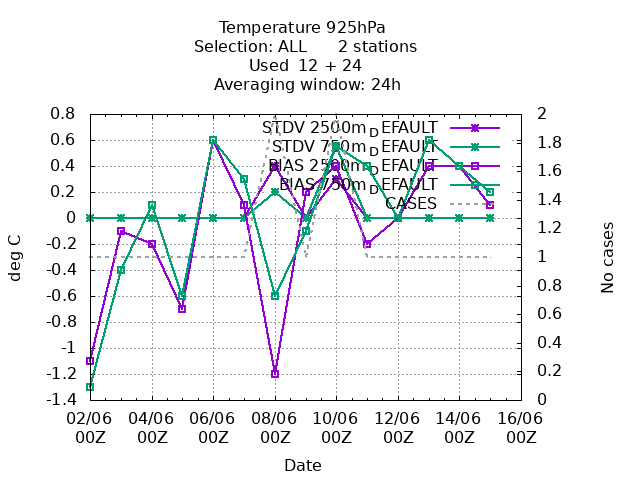 Temperature 925hPa
Selection: ALL 2 stations
Used 12 + 24
Averaging window: 24h
STDV 2500m_DEFAULT
STDV 750m_DEFAULT
BIAS 2500m_DEFAULT
BIAS 750m_DEFAULT
CASES
0.8
0.6
0.4
0.2
0
-0.2
-0.4
-0.6
-0.8
-1
-1.2
-1.4
deg C
2
1.8
1.6
1.4
1.2
1
0.8
0.6
0.4
0.2
0
No cases
02/06 04/06 06/06 08/06 10/06 12/06 14/06 16/06
00Z 00Z 00Z 00Z 00Z 00Z 00Z 00Z
Date